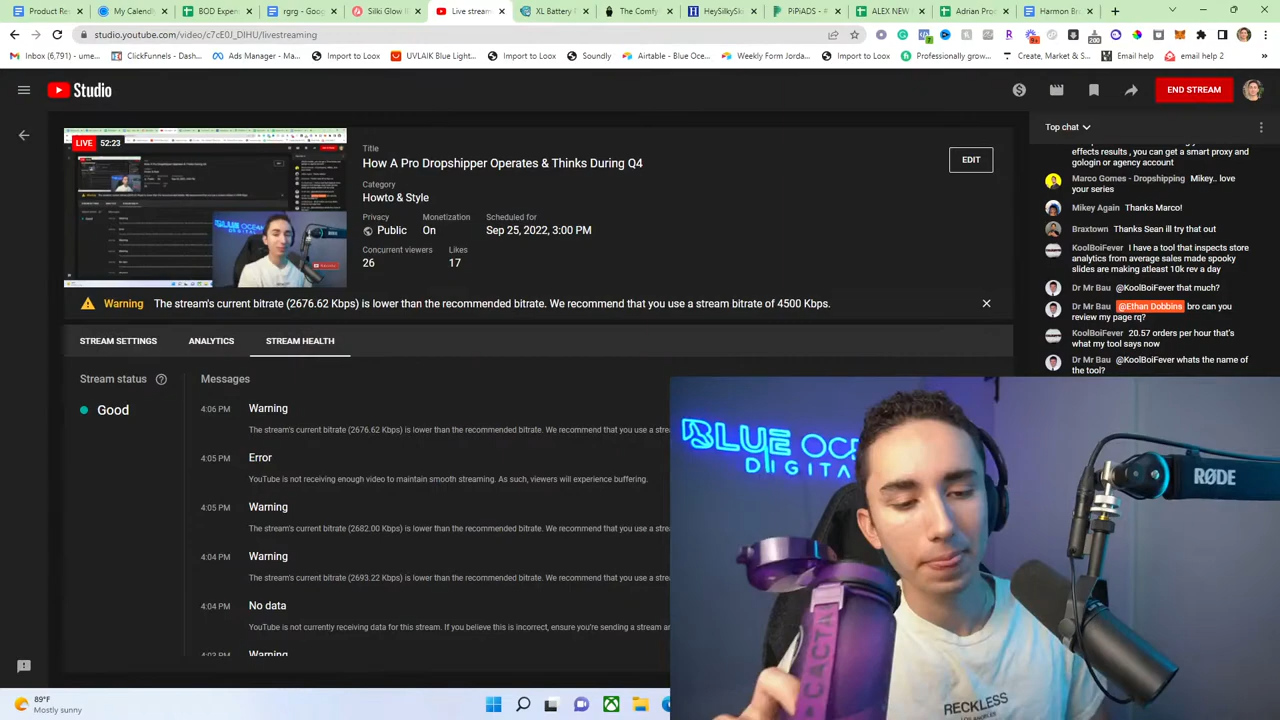 Product Re
My Calend
BOD Expen
rgrg - Goog
Silki Glow I
Live stream
XL Battery
The Comfy
HeySilkySk
PiPiADS -
ALEX NEW
Adrian Pro
Harmon Br
studio.youtube.com/video/c7cE0J_DIHU/livestreaming
Inbox (6,791) - ume...
ClickFunnels - Dash...
Ads Manager - Ma...
Import to Loox
UVLAIK Blue Light...
Import to Loox
Soundly
Airtable - Blue Oce...
Weekly Form Jorda...
Import to Loox
Professionally grow...
Create, Market & S...
Email help
email help 2
Studio
END STREAM
LIVE 52:23
Title
How A Pro Dropshipper Operates & Thinks During Q4
EDIT
Category
Howto & Style
Privacy
Monetization
Scheduled for
Public
On
Sep 25, 2022, 3:00 PM
Concurrent viewers
Likes
26
17
Warning The stream's current bitrate (2676.62 Kbps) is lower than the recommended bitrate. We recommend that you use a stream bitrate of 4500 Kbps.
STREAM SETTINGS
ANALYTICS
STREAM HEALTH
Stream status
Good
Messages
4:06 PM Warning
The stream's current bitrate (2676.62 Kbps) is lower than the recommended bitrate. We recommend that you use a strea
4:05 PM Error
YouTube is not receiving enough video to maintain smooth streaming. As such, viewers will experience buffering.
4:05 PM Warning
The stream's current bitrate (2682.00 Kbps) is lower than the recommended bitrate. We recommend that you use a strea
4:04 PM Warning
The stream's current bitrate (2693.22 Kbps) is lower than the recommended bitrate. We recommend that you use a strea
4:04 PM No data
YouTube is not currently receiving data for this stream. If you believe this is incorrect, ensure you're sending a stream an
4:03 PM Warning
Top chat
effects results , you can get a smart proxy and
gologin or agency account
Marco Gomes - Dropshipping Mikey.. love
your series
Mikey Again Thanks Marco!
Braxtown Thanks Sean ill try that out
KoolBoiFever I have a tool that inspects store
analytics from average sales made spooky
slides are making atleast 10k rev a day
Dr Mr Bau @KoolBoiFever that much?
Dr Mr Bau @Ethan Dobbins bro can you
review my page rq?
KoolBoiFever 20.57 orders per hour that's
what my tool says now
Dr Mr Bau @KoolBoiFever whats the name of
the tool?
BLUE OCE
DIGITA
RØDE
CACT
RECKLESS
89°F
Mostly sunny